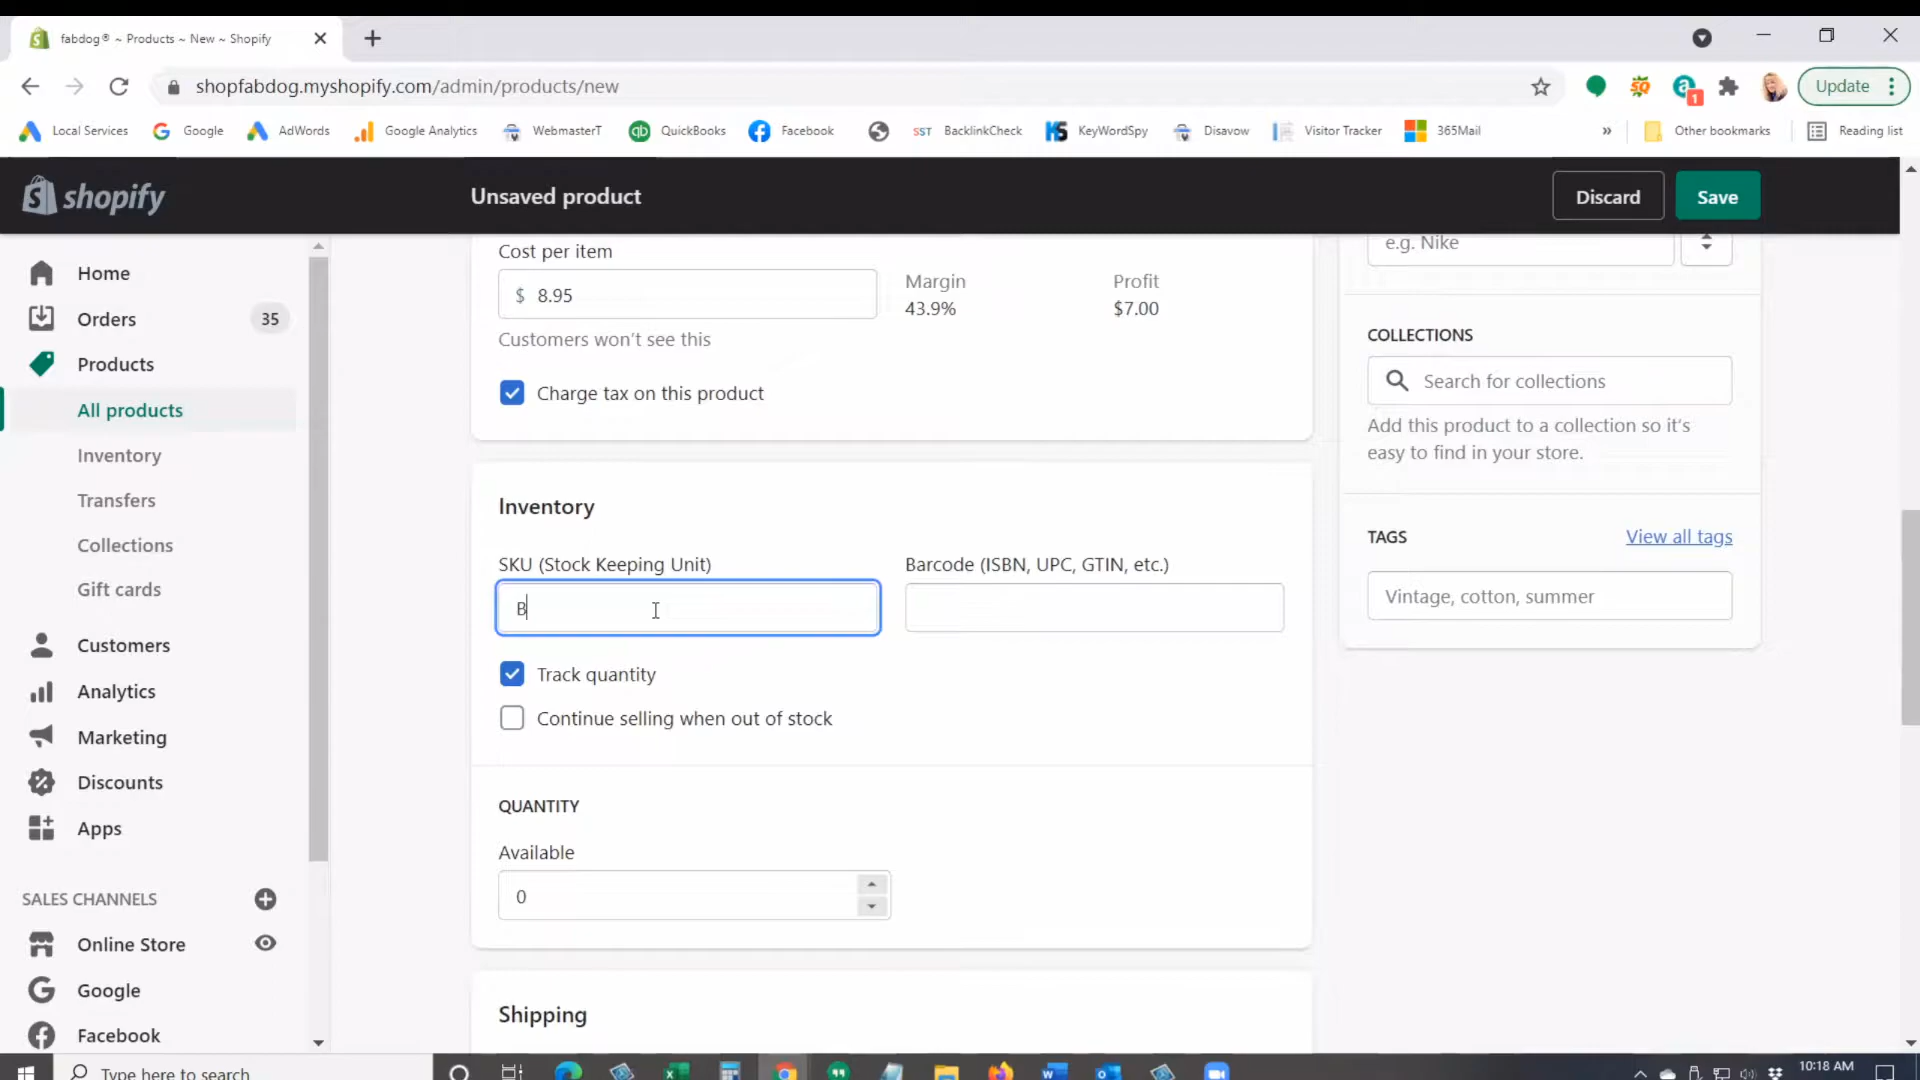 fabdog® ~ Products ~ New ~ Shopify
shopfabdog.myshopify.com/admin/products/new
1
Update
Local Services
Google
AdWords
Google Analytics
WebmasterT
qb
QuickBooks
Facebook
SST
BacklinkCheck
KS
KeyWordSpy
Disavow
Visitor Tracker
365Mail
»
Other bookmarks
Reading list
shopify
Unsaved product
Discard
Save
Home
Orders
35
Products
All products
Inventory
Transfers
Collections
Gift cards
Customers
Analytics
Marketing
Discounts
Apps
SALES CHANNELS
Online Store
Google
Facebook
Cost per item
$ 8.95
Customers won't see this
Margin
43.9%
Profit
$7.00
Charge tax on this product
Inventory
SKU (Stock Keeping Unit)
B
Barcode (ISBN, UPC, GTIN, etc.)
Track quantity
Continue selling when out of stock
QUANTITY
Available
0
Shipping
e.g. Nike
COLLECTIONS
Search for collections
Add this product to a collection so it's
easy to find in your store.
TAGS
View all tags
Vintage, cotton, summer
Type here to search
10:18 AM